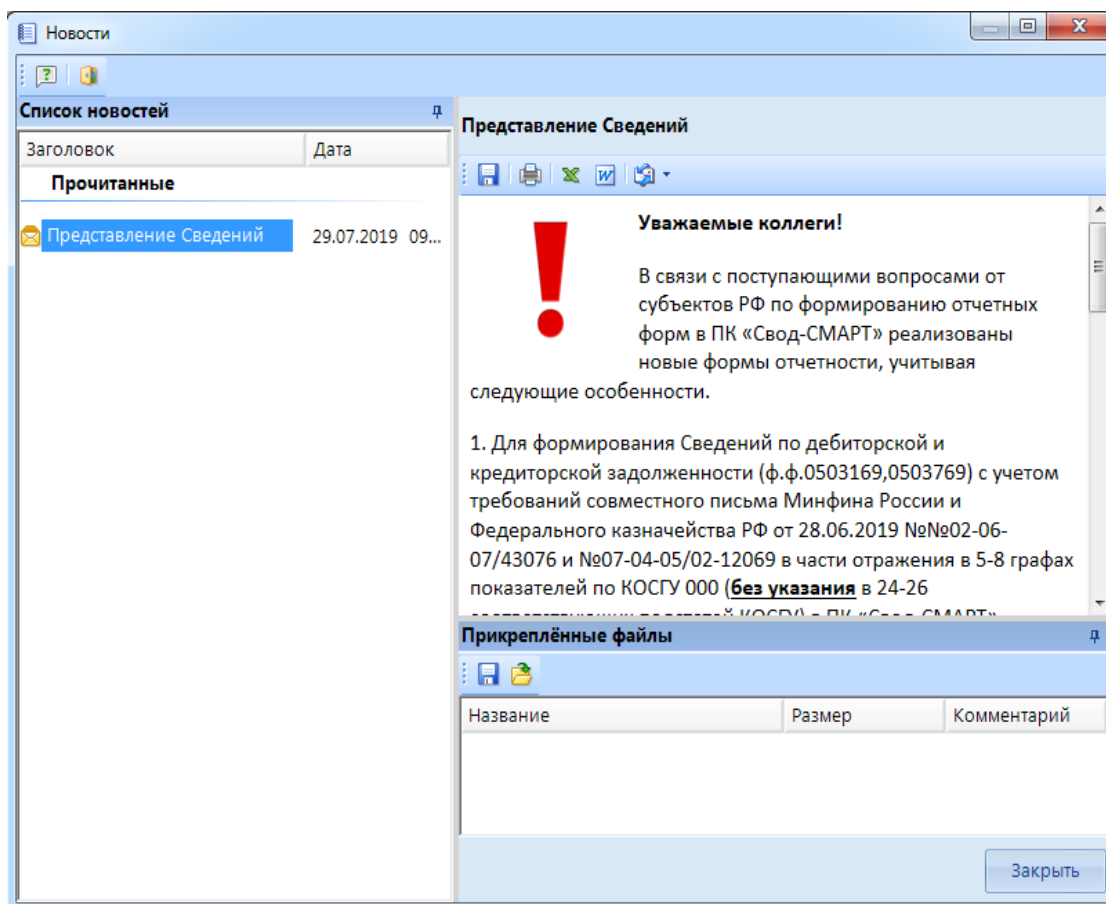 Новости
Список новостей
Заголовок Дата
Прочитанные
Представление Сведений 29.07.2019 09...
Представление Сведений
Уважаемые коллеги!
В связи с поступающими вопросами от
субъектов РФ по формированию отчетных
форм в ПК «Свод-СМАРТ» реализованы
новые формы отчетности, учитывая
следующие особенности.
1. Для формирования Сведений по дебиторской и
кредиторской задолженности (ф.ф.0503169,0503769) с учетом
требований совместного письма Минфина России и
Федерального казначейства РФ от 28.06.2019 №№02-06-
07/43076 и №07-04-05/02-12069 в части отражения в 5-8 графах
показателей по КОСГУ 000 (без указания в 24-26
Прикреплённые файлы
Название Размер Комментарий
Закрыть